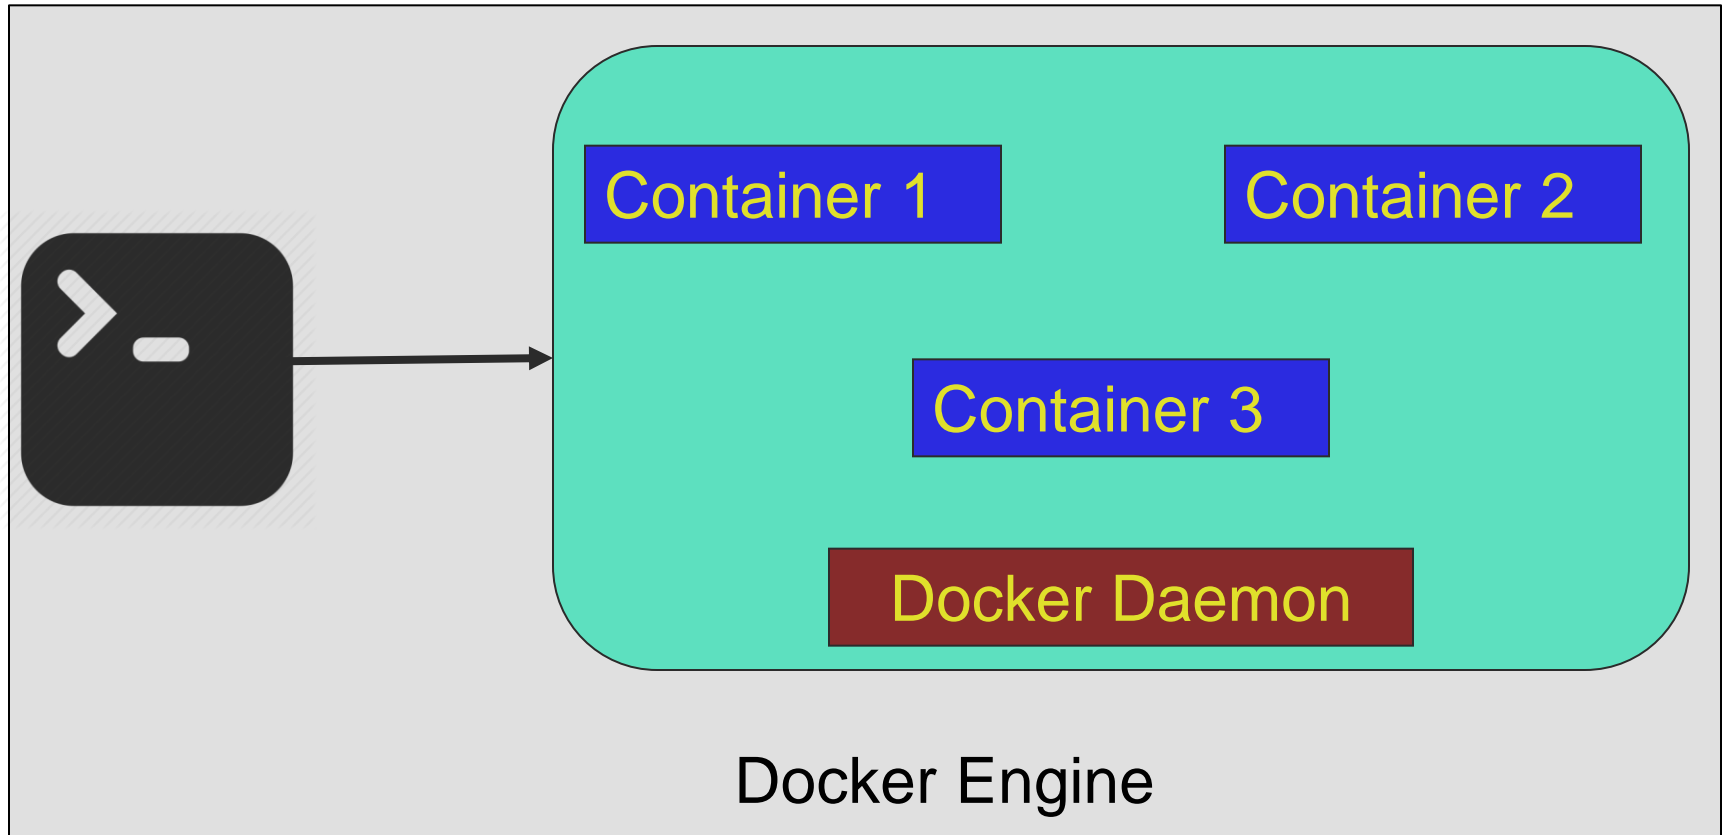 Container 1
Container 2
Container 3
Docker Daemon
Docker Engine